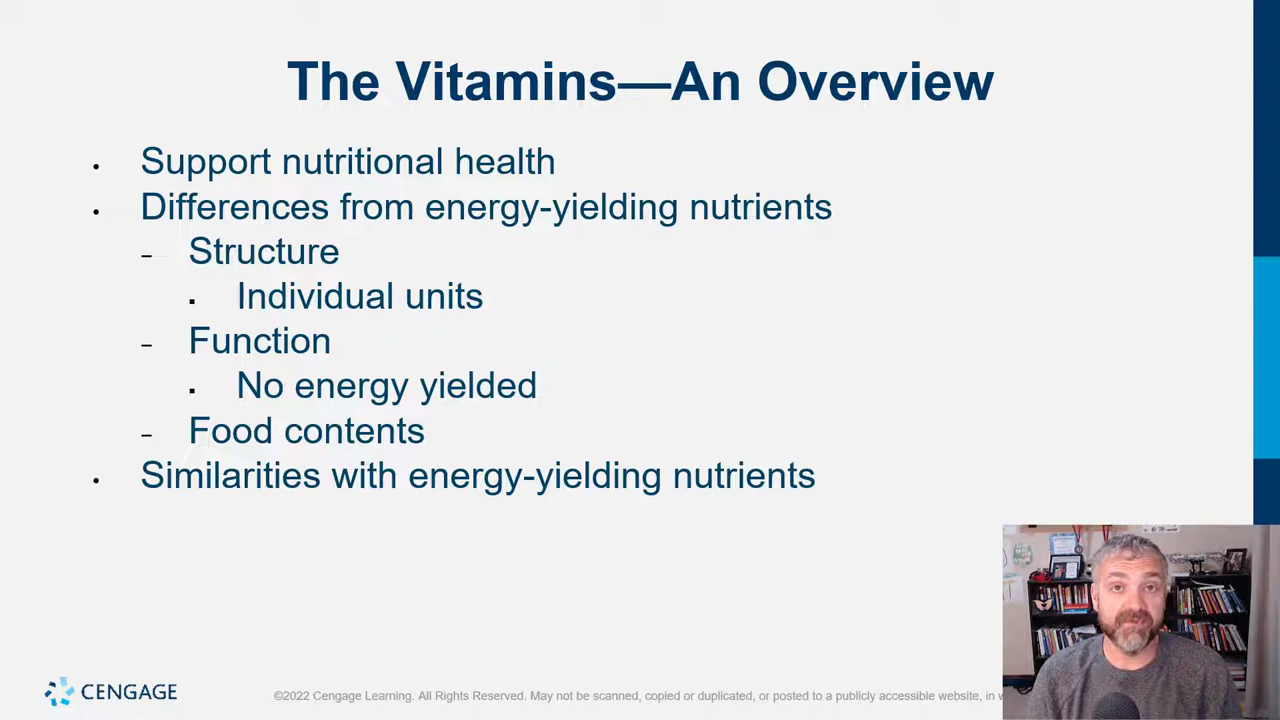 The Vitamins—An Overview
• Support nutritional health
• Differences from energy-yielding nutrients
– Structure
▪ Individual units
– Function
▪ No energy yielded
– Food contents
• Similarities with energy-yielding nutrients
CENGAGE
©2022 Cengage Learning. All Rights Reserved. May not be scanned, copied or duplicated, or posted to a publicly accessible website, in w